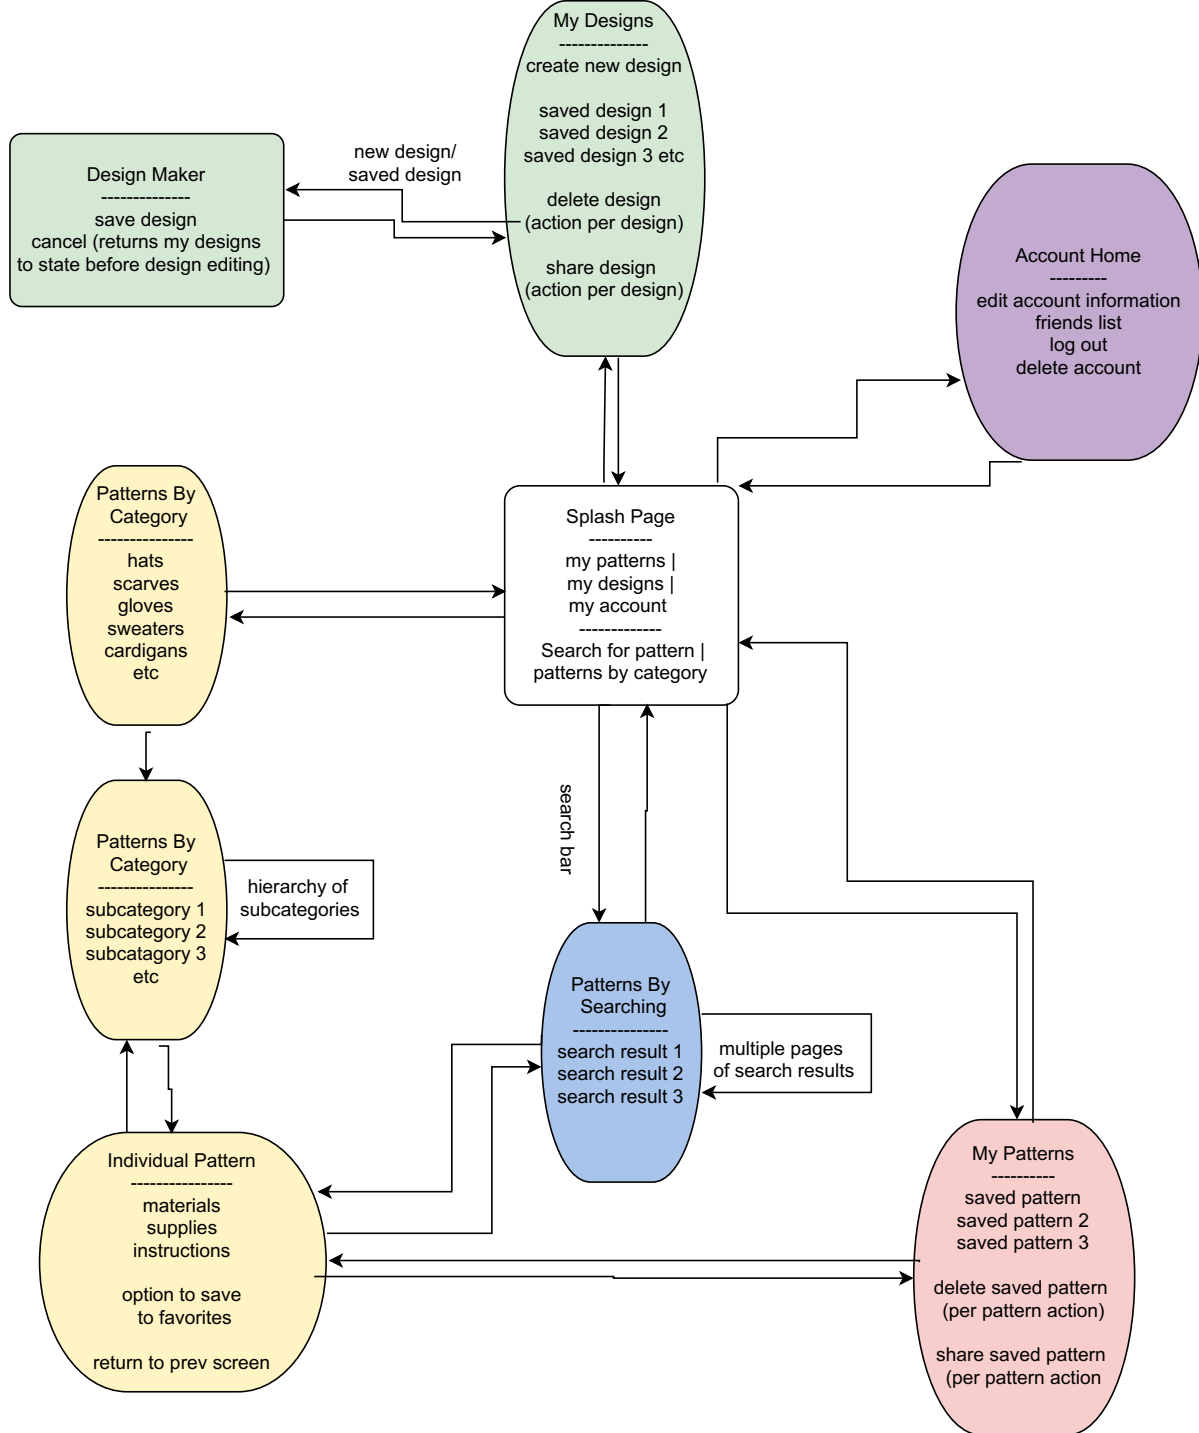 My Designs
--------------
create new design
saved design 1
saved design 2
saved design 3 etc
delete design
(action per design)
share design
(action per design)
new design/
saved design
Design Maker
--------------
save design
cancel (returns my designs
to state before design editing)
Account Home
---------
edit account information
friends list
log out
delete account
Patterns By
Category
---------------
hats
scarves
gloves
sweaters
cardigans
etc
Splash Page
----------
my patterns |
my designs |
my account
-------------
Search for pattern |
patterns by category
search bar
Patterns By
Category
---------------
subcategory 1
subcategory 2
subcatagory 3
etc
hierarchy of
subcategories
Patterns By
Searching
---------------
search result 1
search result 2
search result 3
multiple pages
of search results
Individual Pattern
----------------
materials
supplies
instructions
option to save
to favorites
return to prev screen
My Patterns
----------
saved pattern
saved pattern 2
saved pattern 3
delete saved pattern
(per pattern action)
share saved pattern
(per pattern action